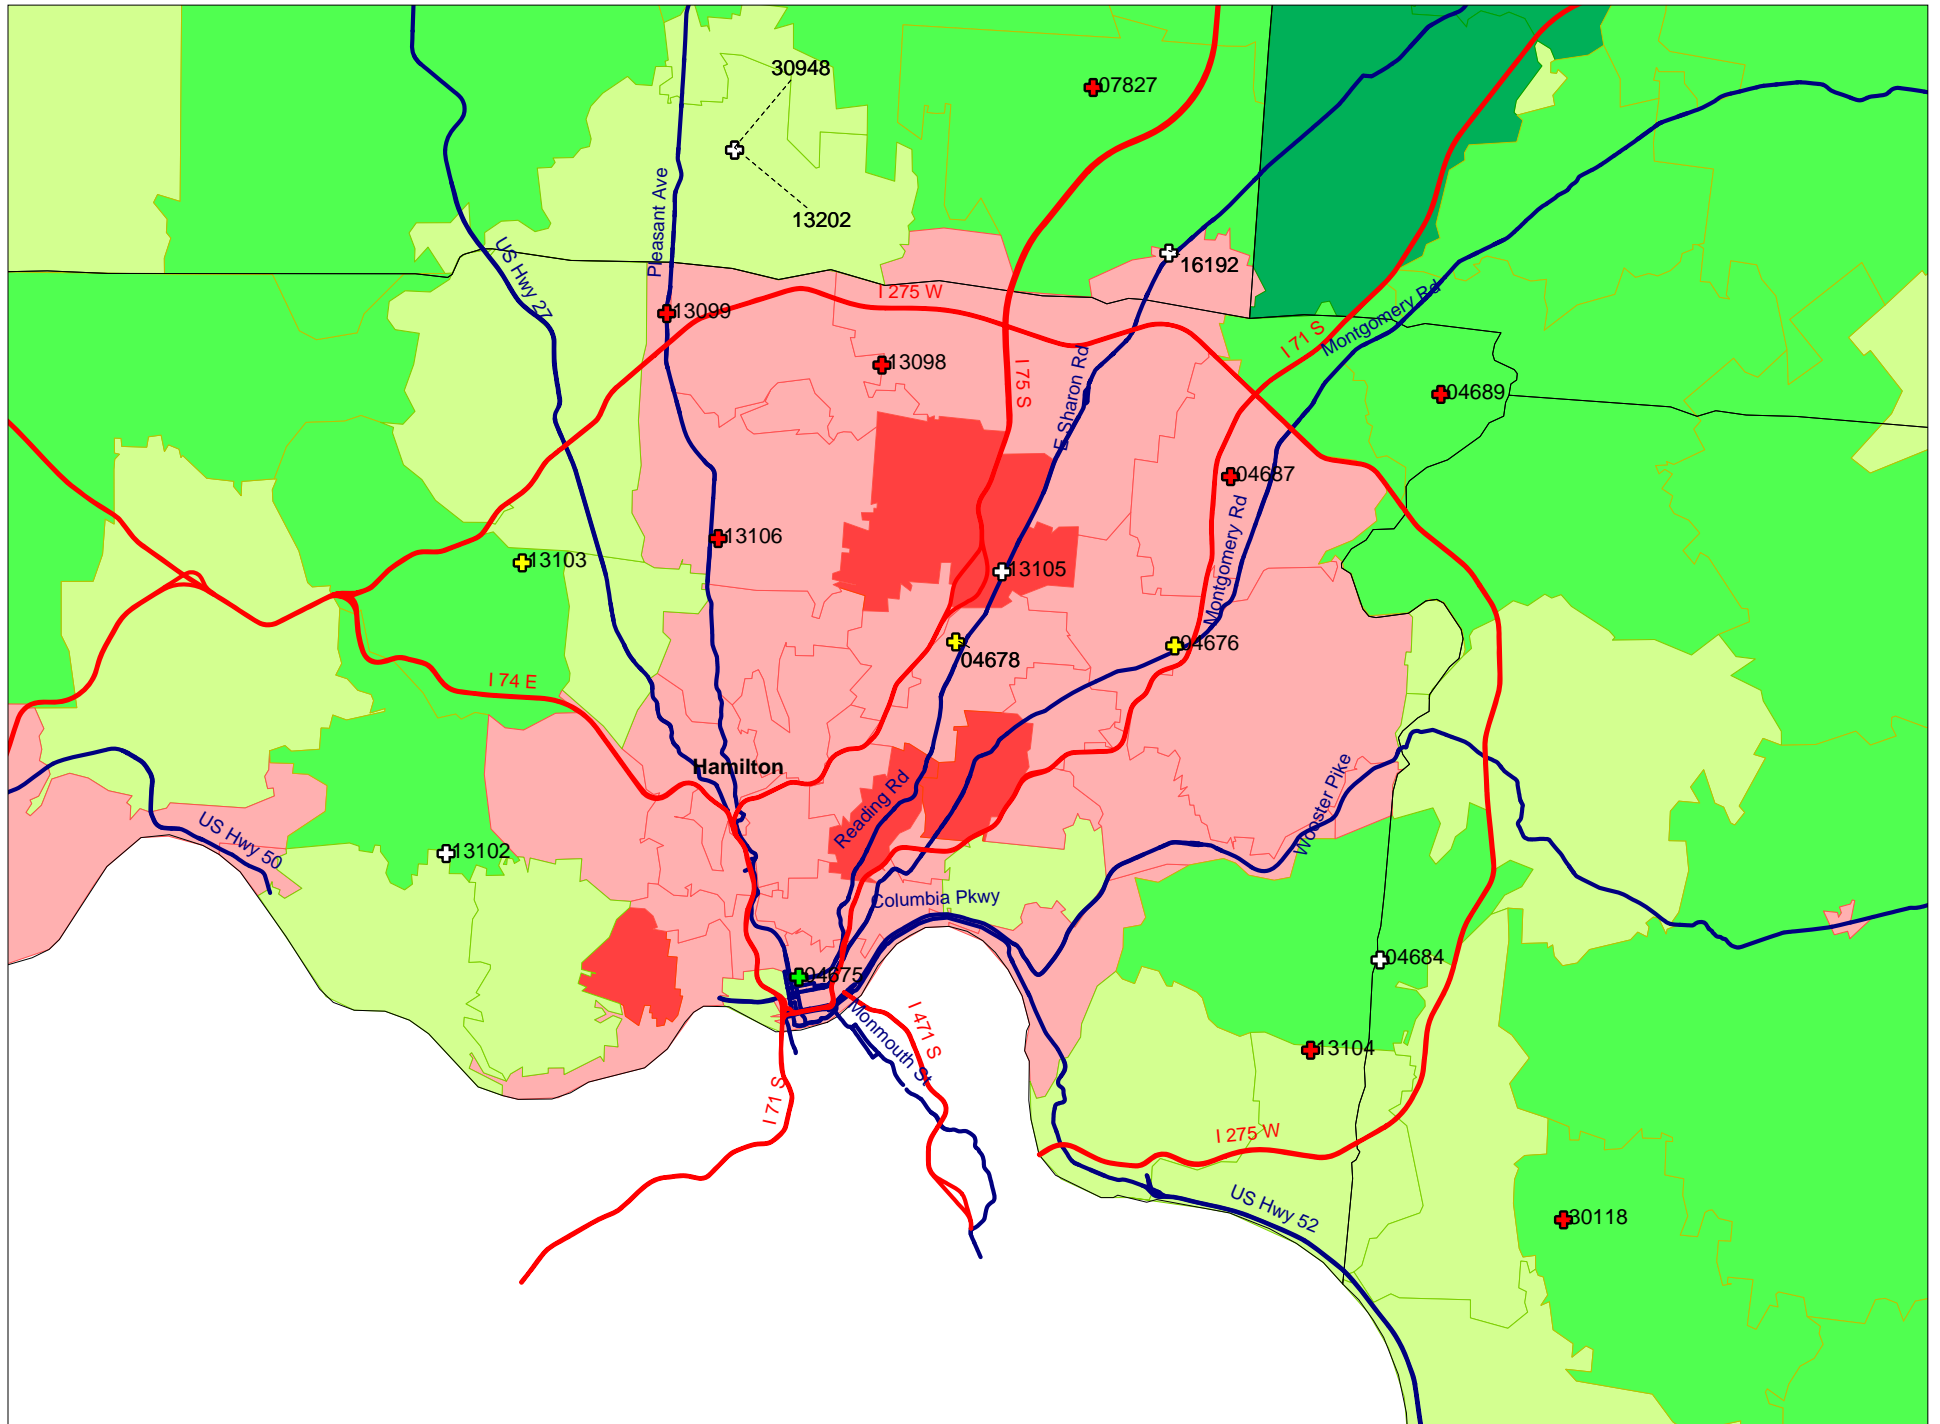 30948
07827
13202
Pleasant Ave
US Hwy 27
16192
I 275 W
13099
I 71 S
Montgomery Rd
13098
I 75 S
E Sharon Rd
04689
04687
13106
Montgomery Rd
13103
13105
04678
04676
I 74 E
Hamilton
Reading Rd
Wooster Pike
US Hwy 50
13102
Columbia Pkwy
04675
04684
I 471 S
Monmouth St
13104
I 71 S
I 275 W
US Hwy 52
30118